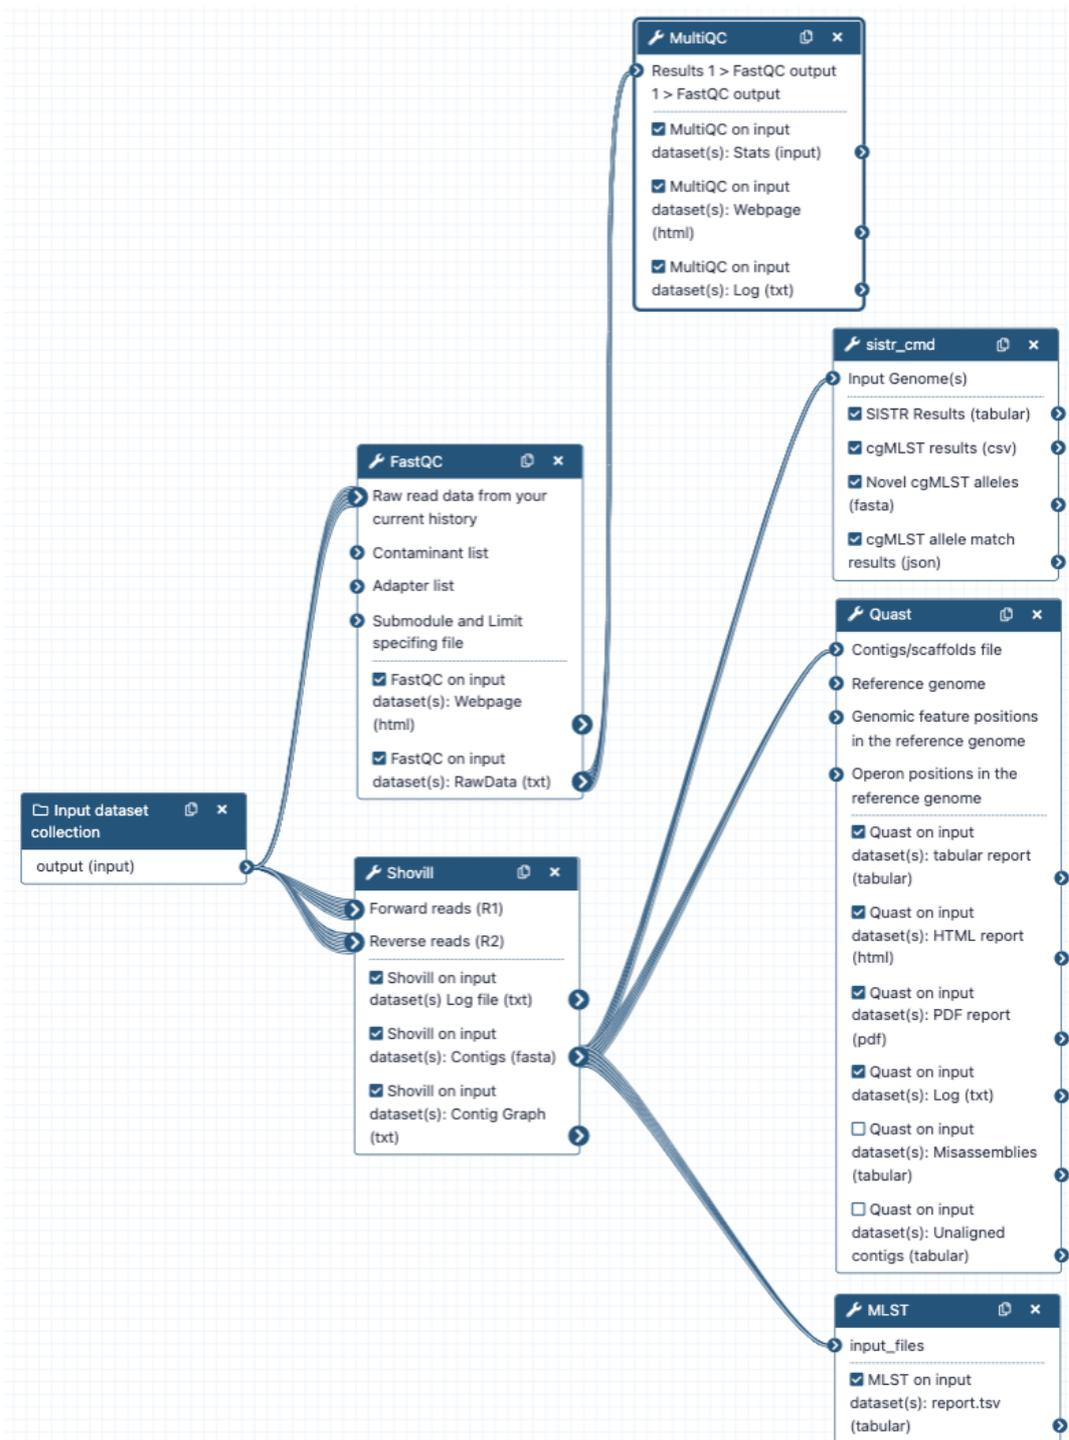 MultiQC
Results 1 > FastQC output
1 > FastQC output
MultiQC on input
dataset(s): Stats (input)
MultiQC on input
dataset(s): Webpage
(html)
MultiQC on input
dataset(s): Log (txt)
sistr_cmd
Input Genome(s)
SISTR Results (tabular)
cgMLST results (csv)
Novel cgMLST alleles
(fasta)
cgMLST allele match
results (json)
FastQC
Raw read data from your
current history
Contaminant list
Adapter list
Submodule and Limit
specifing file
FastQC on input
dataset(s): Webpage
(html)
FastQC on input
dataset(s): RawData (txt)
Quast
Contigs/scaffolds file
Reference genome
Genomic feature positions
in the reference genome
Operon positions in the
reference genome
Quast on input
dataset(s): tabular report
(tabular)
Quast on input
dataset(s): HTML report
(html)
Quast on input
dataset(s): PDF report
(pdf)
Quast on input
dataset(s): Log (txt)
Quast on input
dataset(s): Misassemblies
(tabular)
Quast on input
dataset(s): Unaligned
contigs (tabular)
Input dataset
collection
output (input)
Shovill
Forward reads (R1)
Reverse reads (R2)
Shovill on input
dataset(s) Log file (txt)
Shovill on input
dataset(s): Contigs (fasta)
Shovill on input
dataset(s): Contig Graph
(txt)
MLST
input_files
MLST on input
dataset(s): report.tsv
(tabular)